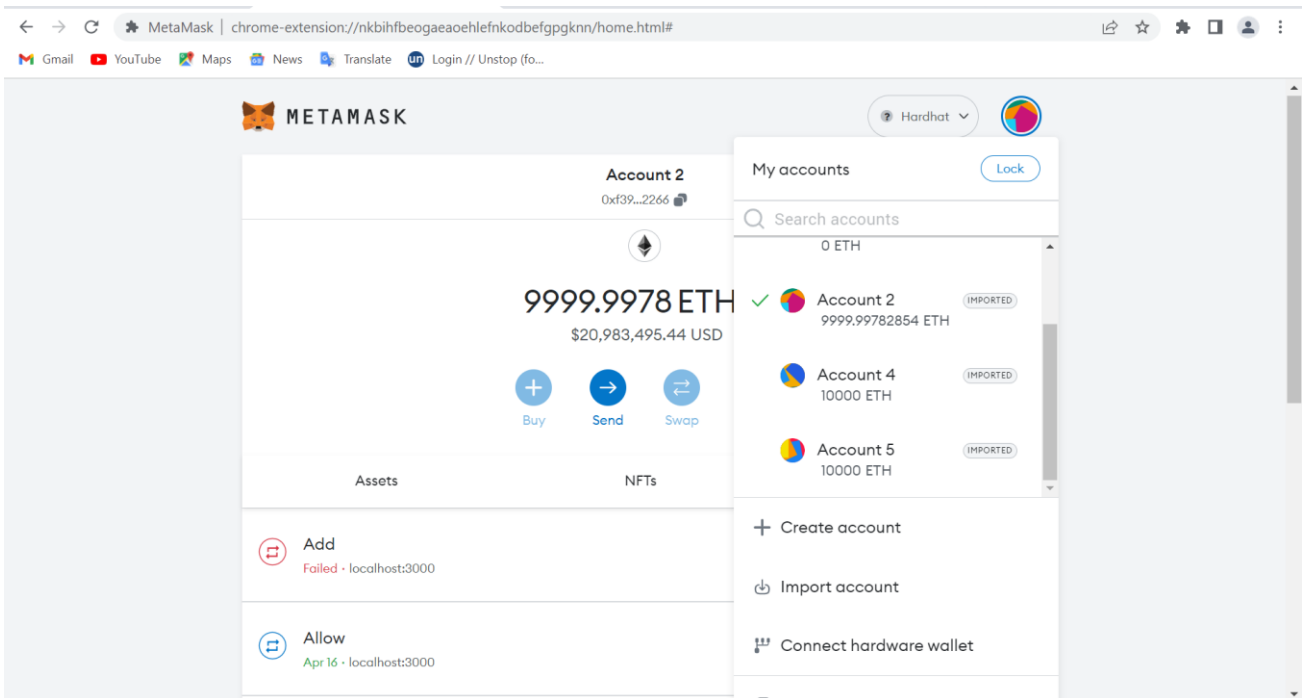 MetaMask | chrome-extension://nkbihfbeogaeaoehlefnkodbefgpgknn/home.html#
Gmail YouTube Maps News Translate un Login // Unstop (fo...
METAMASK
? Hardhat
Account 2
0xf39...2266
9999.9978 ETH
$20,983,495.44 USD
Buy Send Swap
Assets NFTs
Add
Failed · localhost:3000
Allow
Apr 16 · localhost:3000
My accounts Lock
Search accounts
0 ETH
Account 2 IMPORTED
9999.99782854 ETH
Account 4 IMPORTED
10000 ETH
Account 5 IMPORTED
10000 ETH
Create account
Import account
Connect hardware wallet